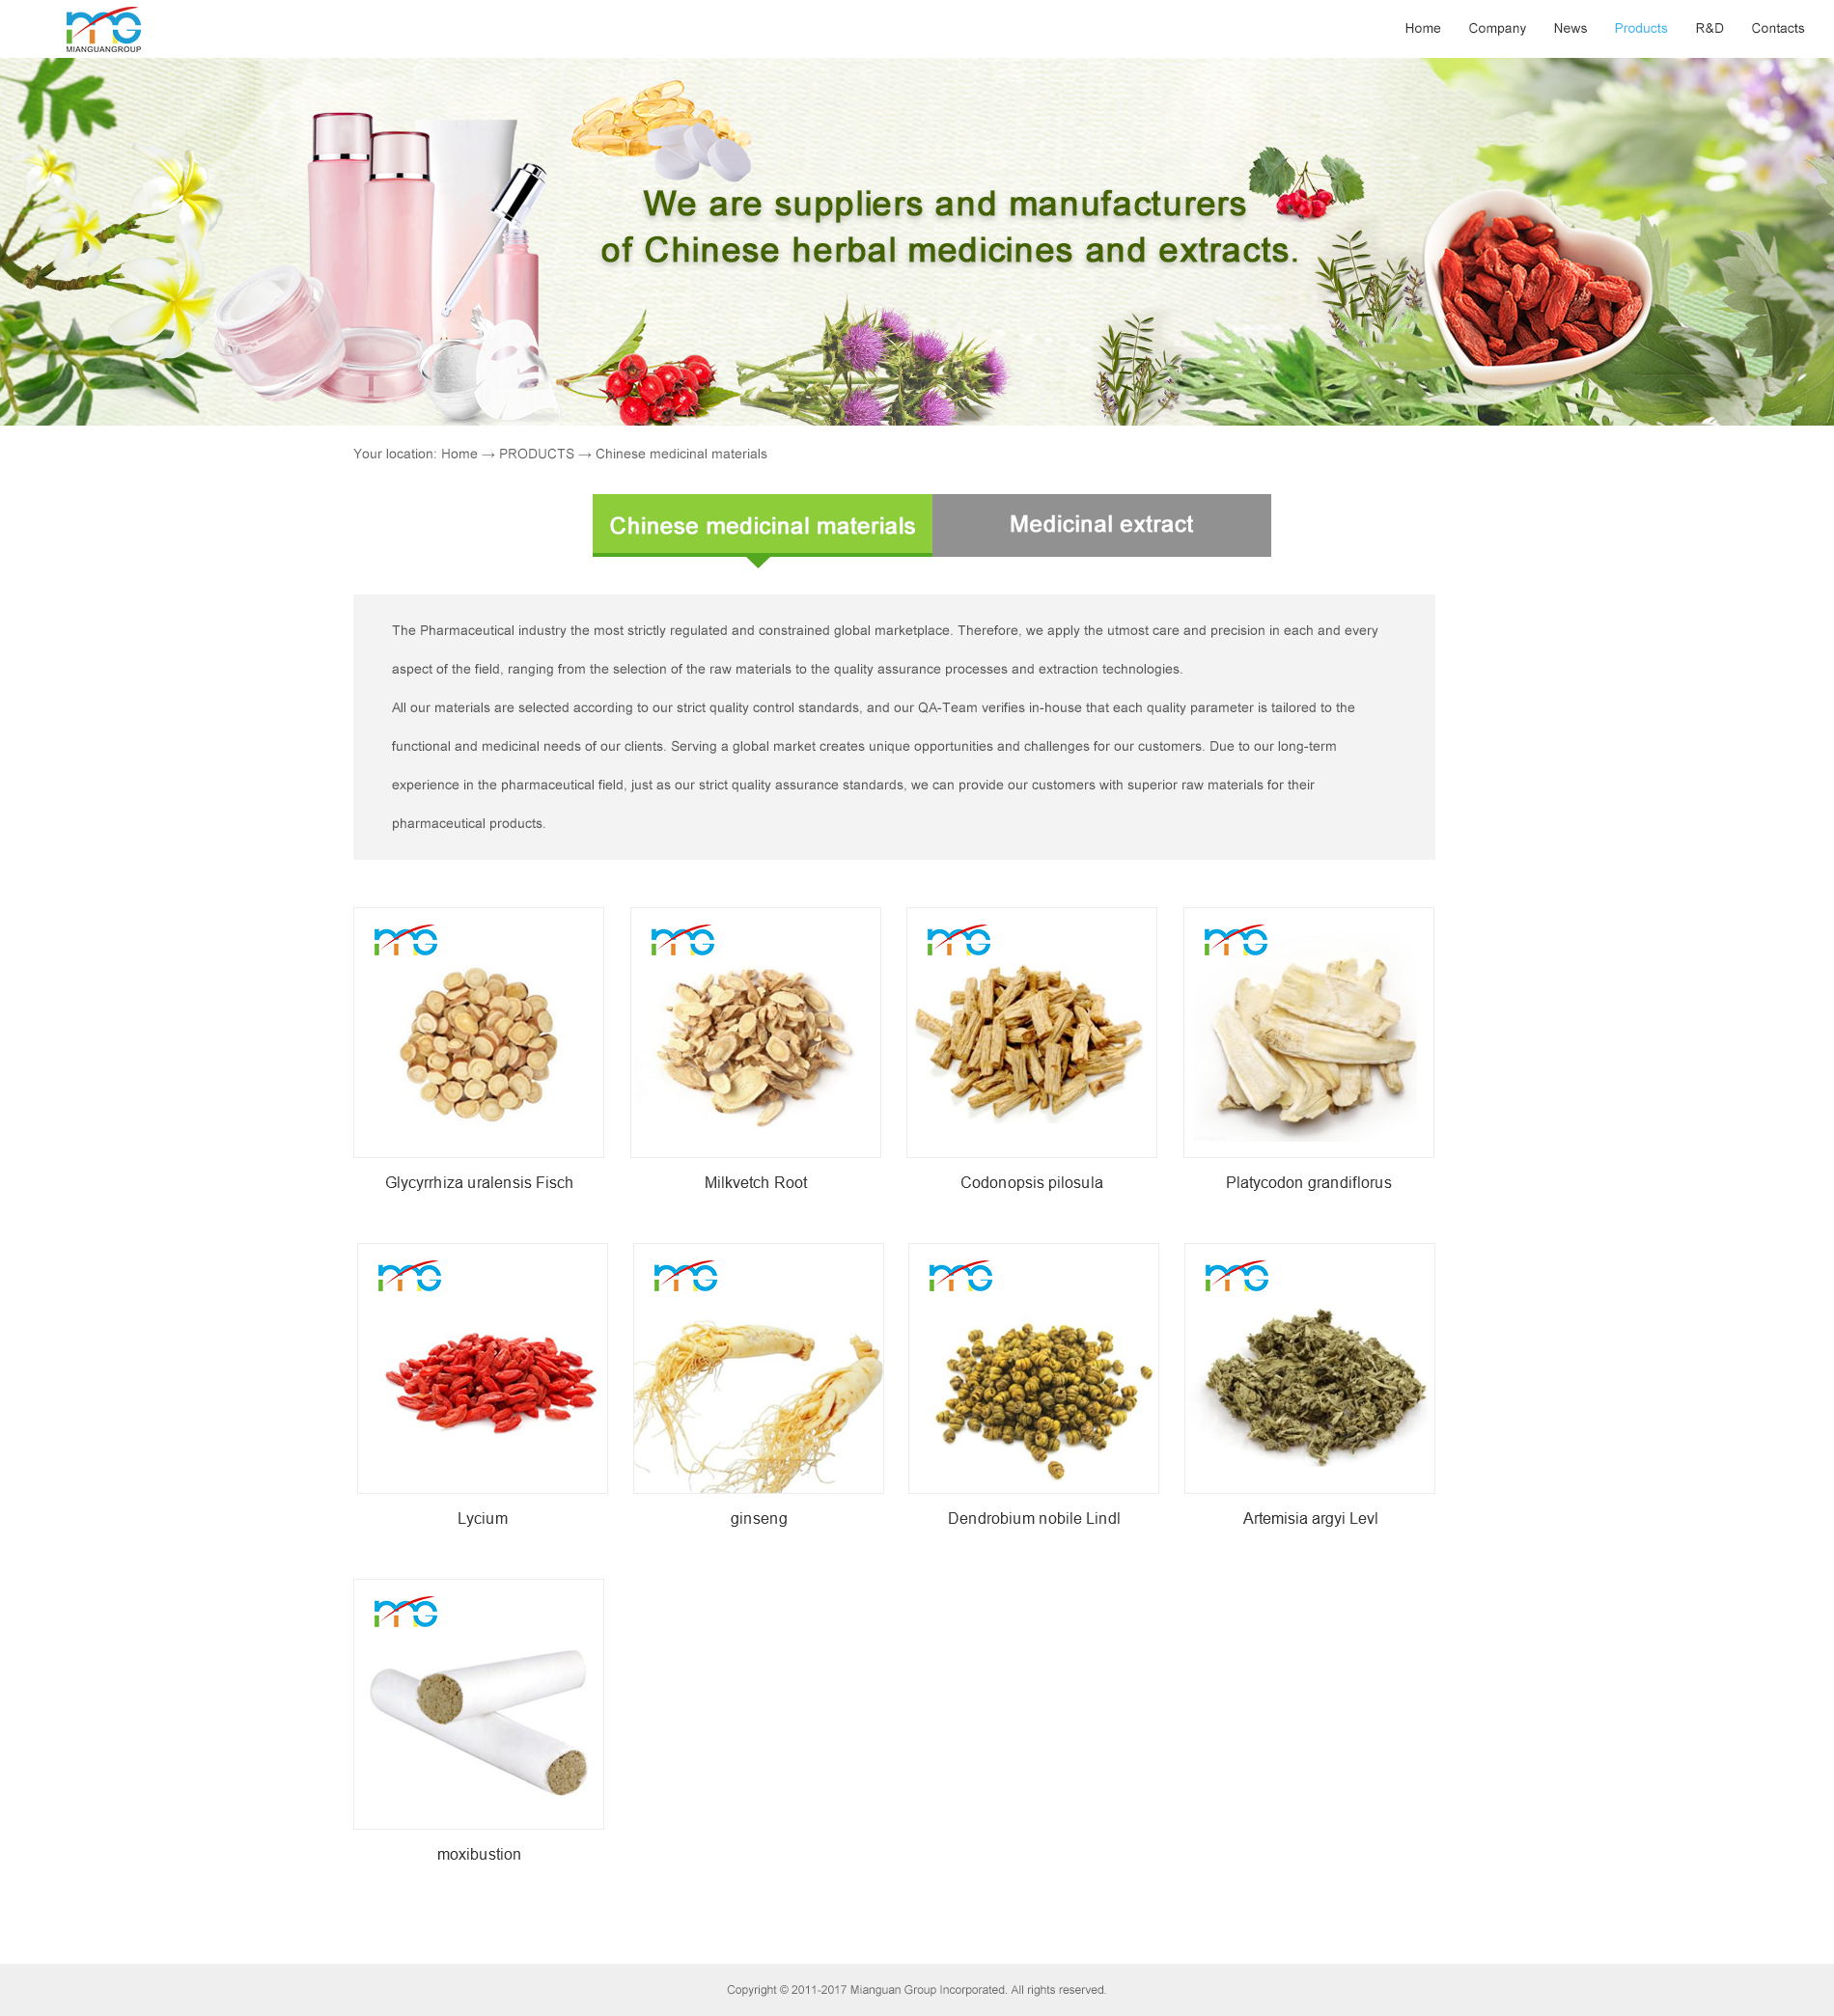 MIANGUANGROUP
Home Company News Products R&D Contacts
We are suppliers and manufacturers
of Chinese herbal medicines and extracts.
Your location: Home → PRODUCTS → Chinese medicinal materials
Chinese medicinal materials Medicinal extract
The Pharmaceutical industry the most strictly regulated and constrained global marketplace. Therefore, we apply the utmost care and precision in each and every
aspect of the field, ranging from the selection of the raw materials to the quality assurance processes and extraction technologies.
All our materials are selected according to our strict quality control standards, and our QA-Team verifies in-house that each quality parameter is tailored to the
functional and medicinal needs of our clients. Serving a global market creates unique opportunities and challenges for our customers. Due to our long-term
experience in the pharmaceutical field, just as our strict quality assurance standards, we can provide our customers with superior raw materials for their
pharmaceutical products.
Glycyrrhiza uralensis Fisch Milkvetch Root Codonopsis pilosula Platycodon grandiflorus
Lycium ginseng Dendrobium nobile Lindl Artemisia argyi Levl
moxibustion
Copyright © 2011-2017 Mianguan Group Incorporated. All rights reserved.